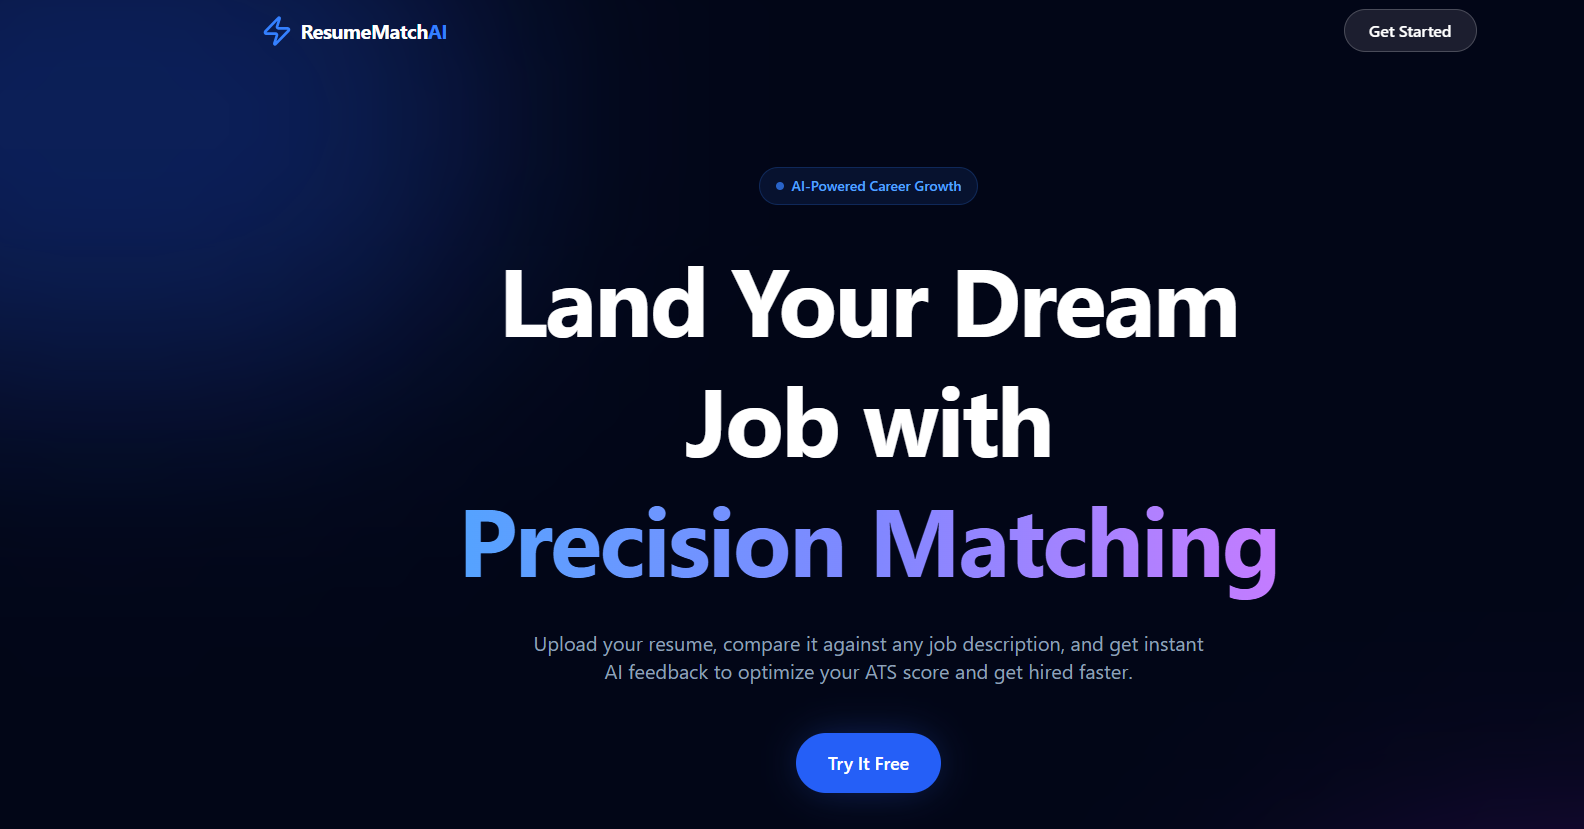 ResumeMatchAI
Get Started
AI-Powered Career Growth
Land Your Dream
Job with
Precision Matching
Upload your resume, compare it against any job description, and get instant
AI feedback to optimize your ATS score and get hired faster.
Try It Free